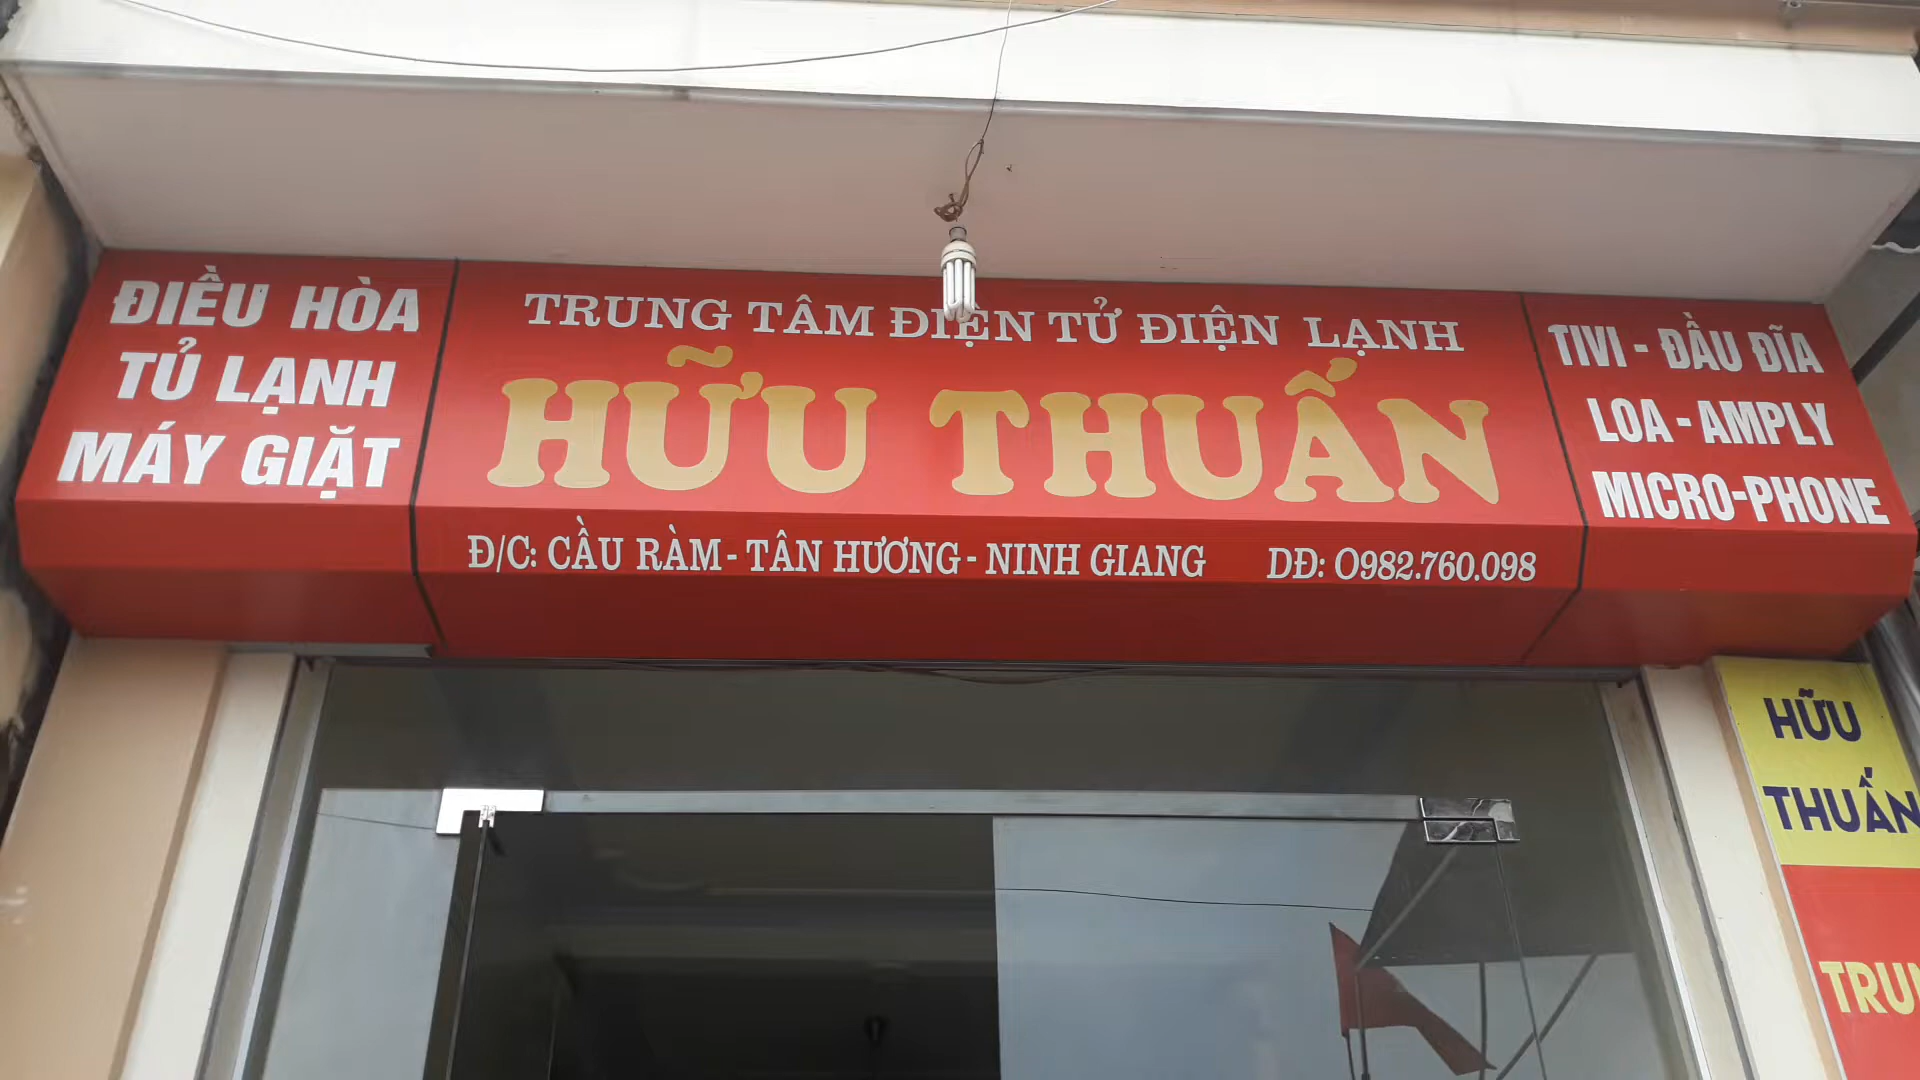 ĐIỀU HÒA
TỦ LẠNH
MÁY GIẶT
TRUNG TÂM ĐIỆN TỬ ĐIỆN LẠNH
HỮU THUẤN
Đ/C: CẦU RÀM - TÂN HƯƠNG - NINH GIANG DĐ: 0982.760.098
TIVI - ĐẦU ĐĨA
LOA - AMPLY
MICRO-PHONE
HỮU
THUẤN